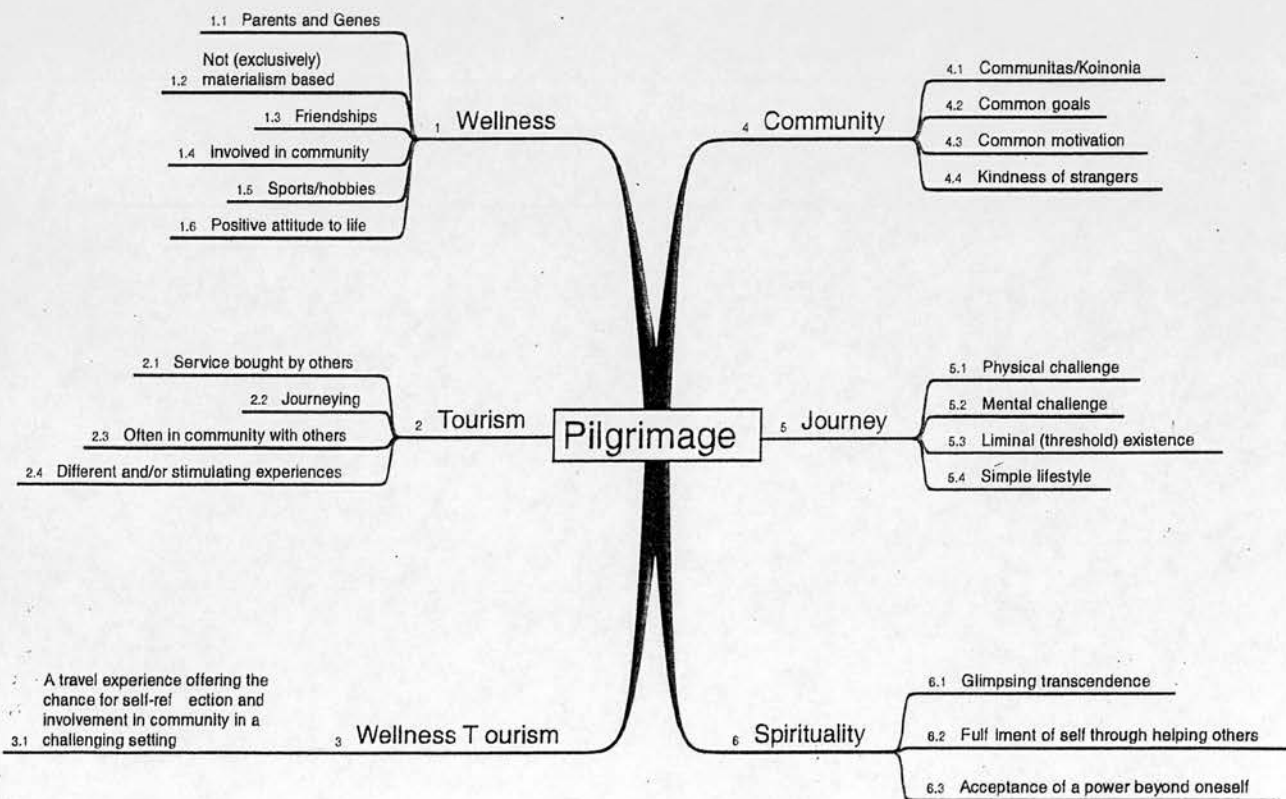 1.1 Parents and Genes
Not (exclusively)
1.2 materialism based
1.3 Friendships
1.4 Involved in community
1.5 Sports/hobbies
1.6 Positive attitude to life
1 Wellness
2.1 Service bought by others
2.2 Journeying
2.3 Often in community with others
2.4 Different and/or stimulating experiences
2 Tourism
A travel experience offering the
chance for self-ref ection and
involvement in community in a
3.1 challenging setting
3 Wellness T ourism
Pilgrimage
4 Community
4.1 Communitas/Koinonia
4.2 Common goals
4.3 Common motivation
4.4 Kindness of strangers
5 Journey
5.1 Physical challenge
5.2 Mental challenge
5.3 Liminal (threshold) existence
5.4 Simple lifestyle
6 Spirituality
6.1 Glimpsing transcendence
6.2 Fulf lment of self through helping others
6.3 Acceptance of a power beyond oneself